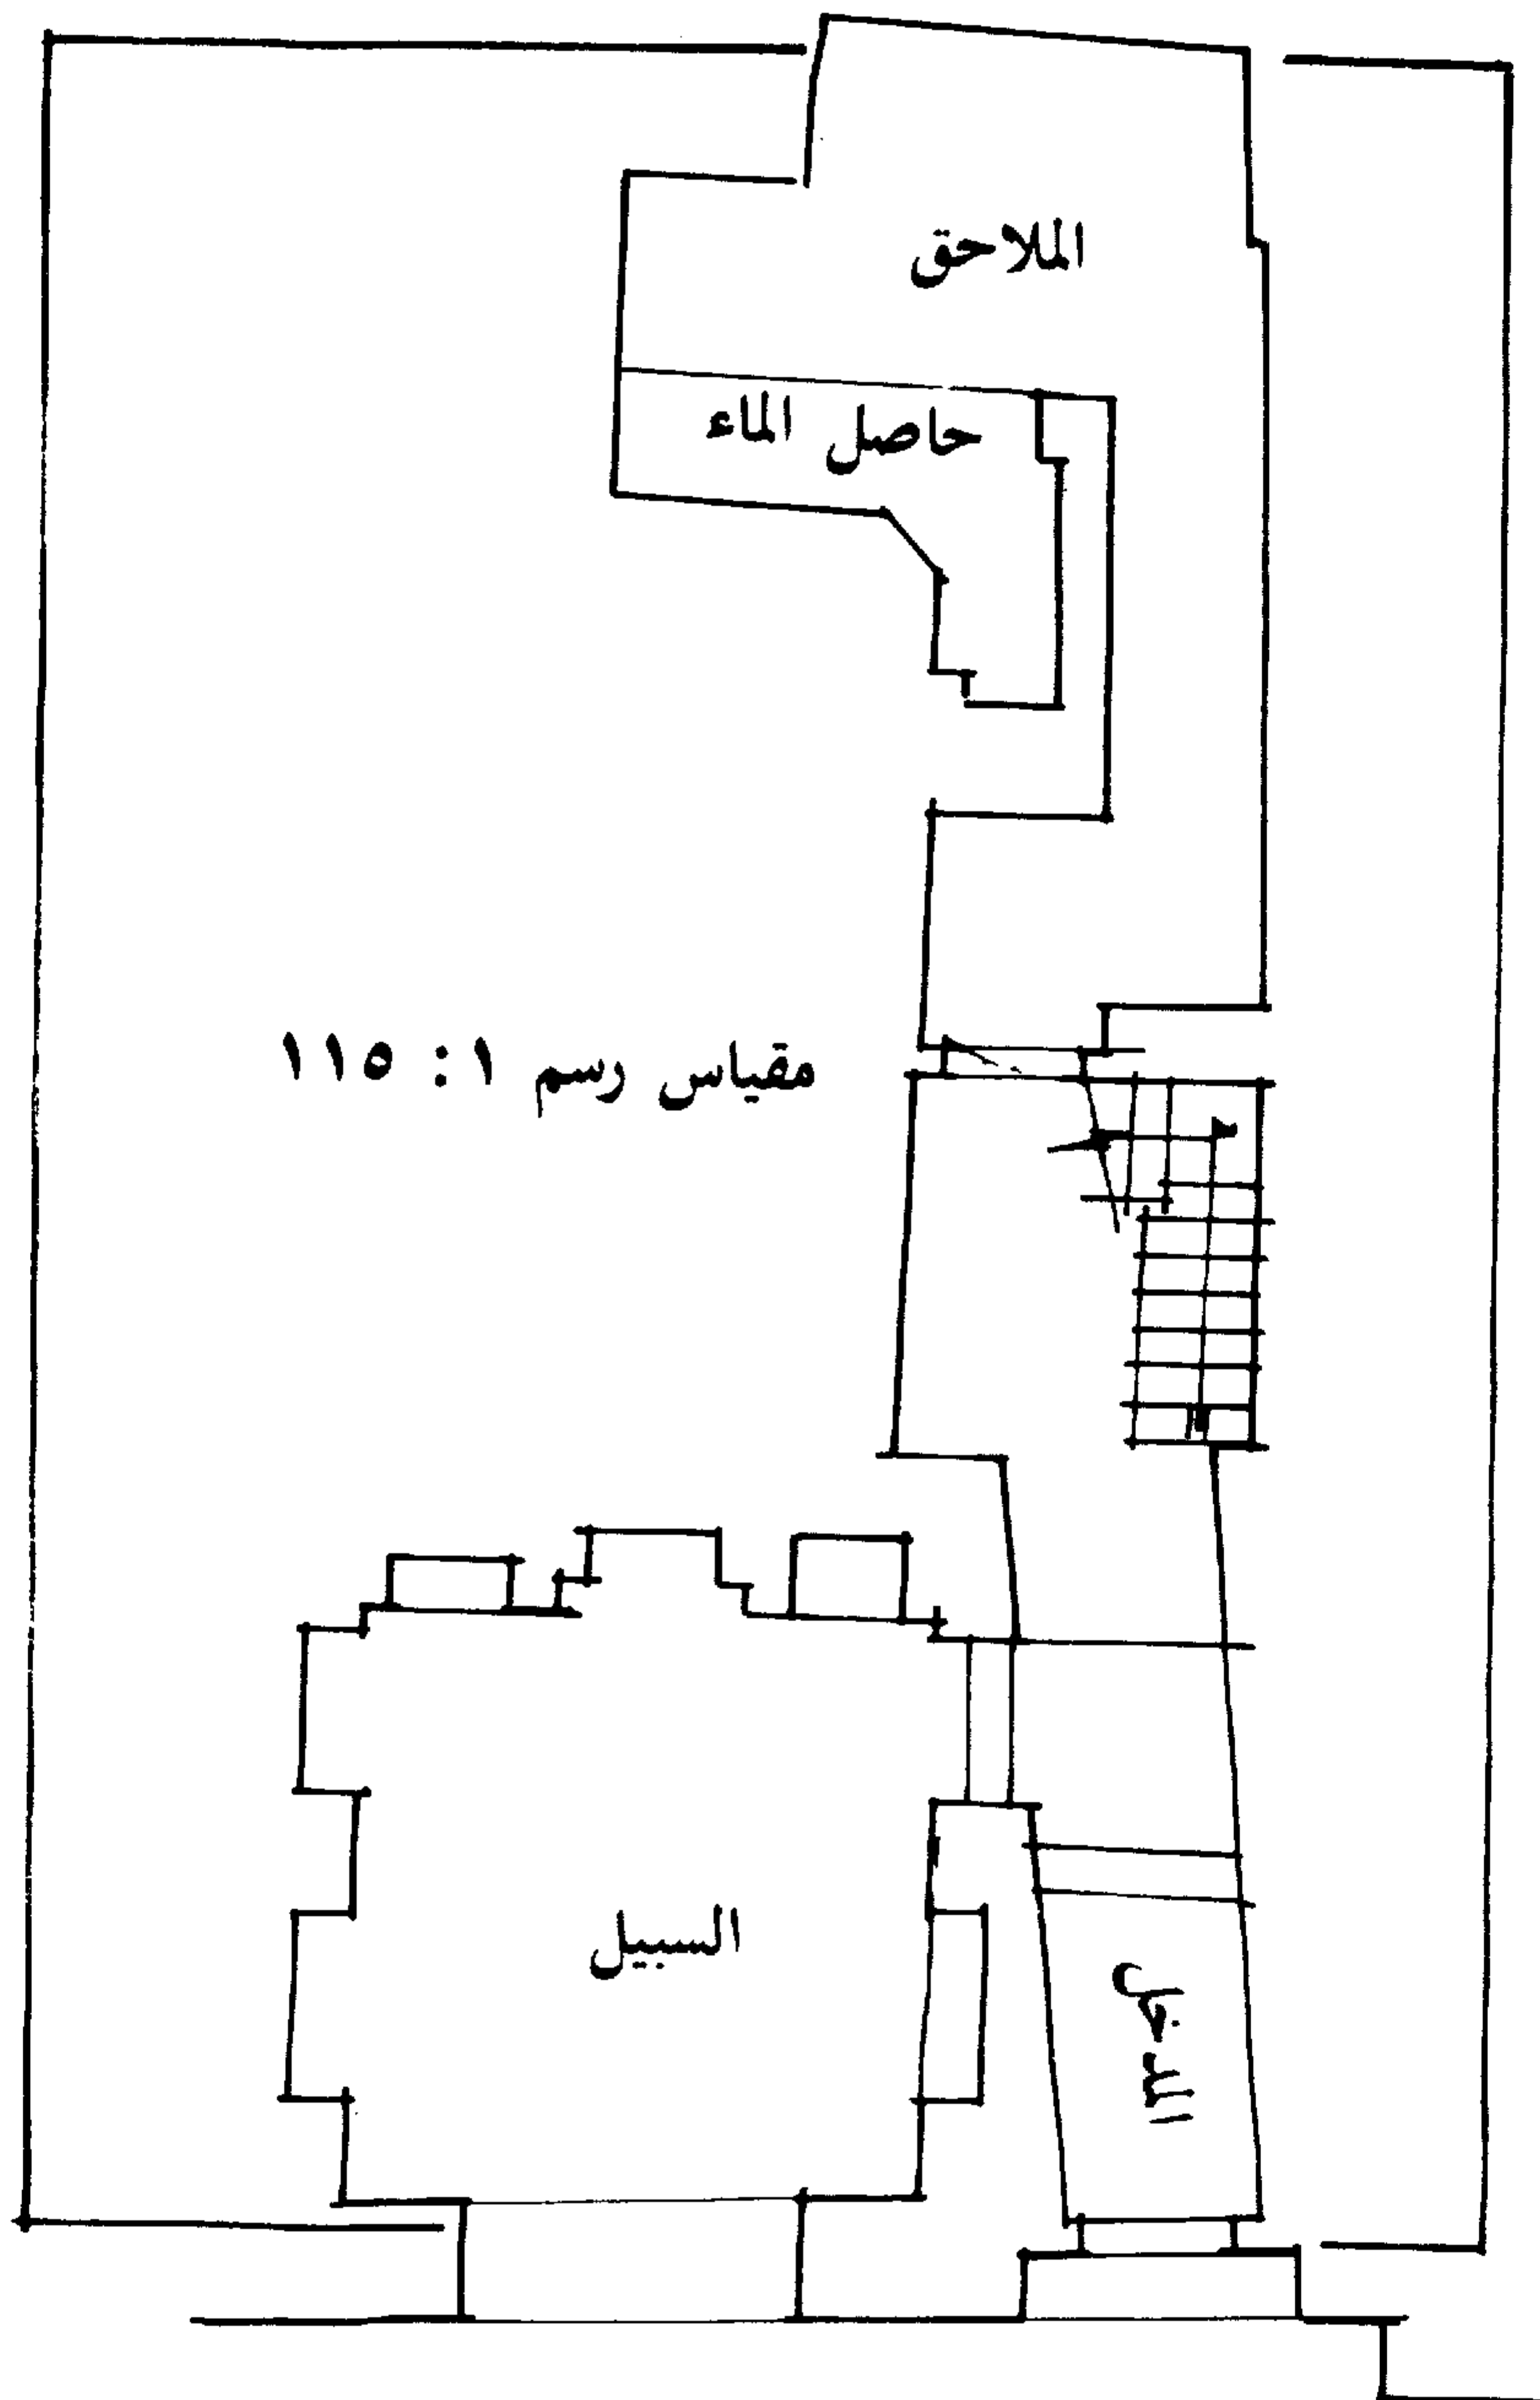 الملاحق
حاصل الماء
مقياس رسم ١ : ١١٥
السبيل
المدخل